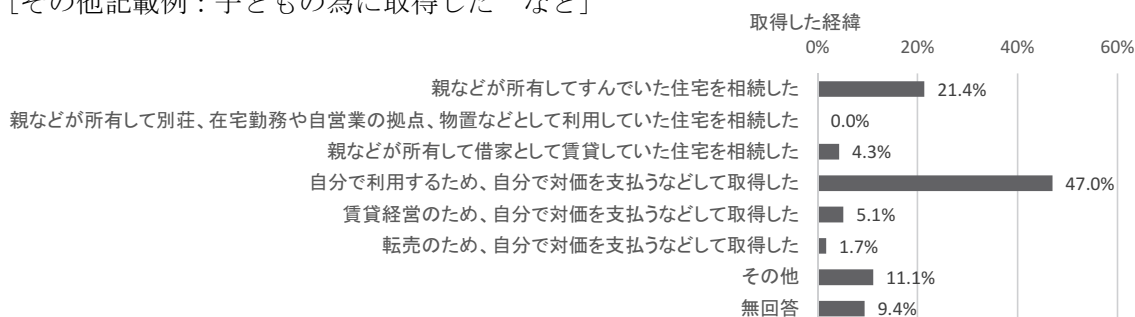 [その他記載例：子どもの為に取得した　など]
取得した経緯
0% 20% 40% 60%
親などが所有してすんでいた住宅を相続した 21.4%
親などが所有して別荘、在宅勤務や自営業の拠点、物置などとして利用していた住宅を相続した 0.0%
親などが所有して借家として賃貸していた住宅を相続した 4.3%
自分で利用するため、自分で対価を支払うなどして取得した 47.0%
賃貸経営のため、自分で対価を支払うなどして取得した 5.1%
転売のため、自分で対価を支払うなどして取得した 1.7%
その他 11.1%
無回答 9.4%